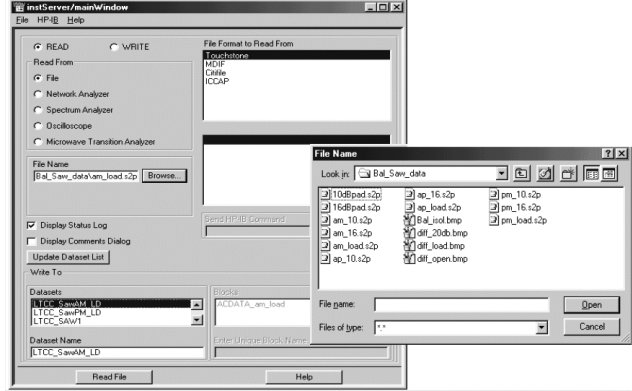 instServer/mainWindow
File HP-IB Help
READ WRITE
Read From
File
Network Analyzer
Spectrum Analyzer
Oscilloscope
Microwave Transition Analyzer
File Name
Bal_Saw_data\am_load.s2p Browse...
Display Status Log
Display Comments Dialog
Update Dataset List
File Format to Read From
Touchstone
MDIF
Citifile
ICCAP
Send HP-IB Command
Write To
Datasets
LTCC_SawAM_LD
LTCC_SawPM_LD
LTCC_SAW1
Dataset Name
LTCC_SawAM_LD
Blocks
ACDATA_am_load
Enter Unique Block Name
Read File Help
File Name
Look in: Bal_Saw_data
10dBpad.s2p
16dBpad.s2p
am_10.s2p
am_16.s2p
am_load.s2p
ap_10.s2p
ap_16.s2p
ap_load.s2p
Bal_isol.bmp
diff_20db.bmp
diff_load.bmp
diff_open.bmp
pm_10.s2p
pm_16.s2p
pm_load.s2p
File name: Open
Files of type: *.* Cancel